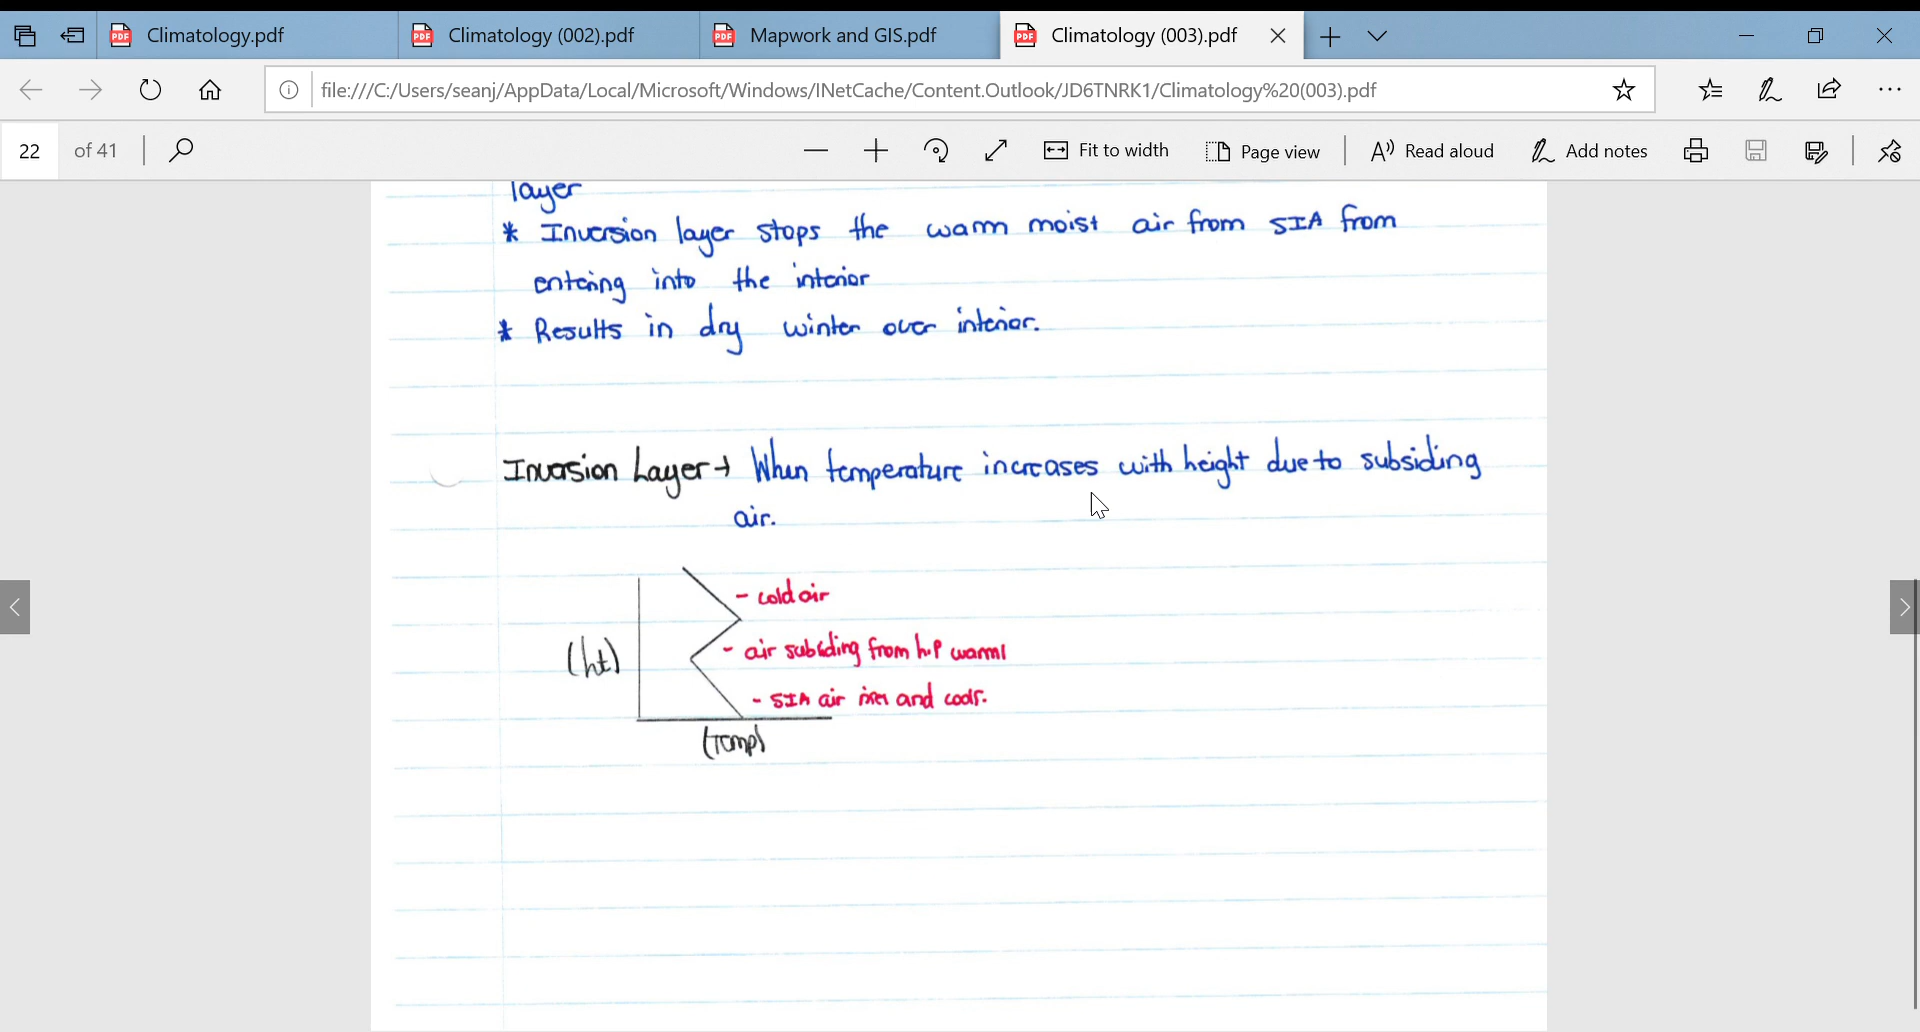 Climatology.pdf
Climatology (002).pdf
Mapwork and GIS.pdf
Climatology (003).pdf
file:///C:/Users/seanj/AppData/Local/Microsoft/Windows/INetCache/Content.Outlook/JD6TNRK1/Climatology%20(003).pdf
22 of 41
Fit to width
Page view
Read aloud
Add notes
layer
* Inversion layer stops the warm moist air from SIA from
entering into the interior
* Results in dry winter over interior.
Inversion Layer → When temperature increases with height due to subsiding
air.
- cold air
(ht)
- air subsiding from h.P warms
- SIA air rises and cools.
(Temp)